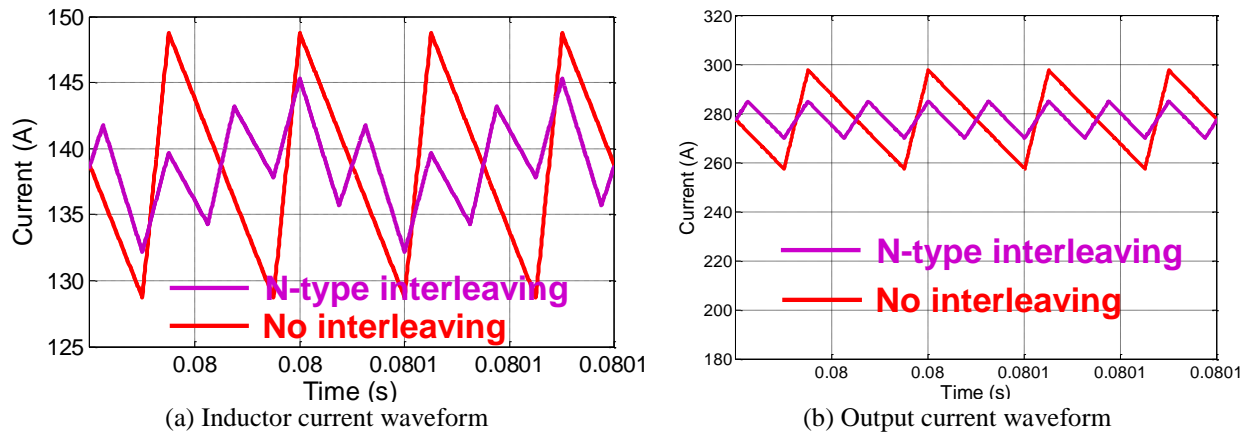 150
145
140
135
130
125
Current (A)
N-type interleaving
No interleaving
0.08
0.08
0.0801
0.0801
0.0801
Time (s)
(a) Inductor current waveform
320
300
280
260
240
220
200
180
Current (A)
N-type interleaving
No interleaving
0.08
0.08
0.0801
0.0801
0.0801
Time (s)
(b) Output current waveform